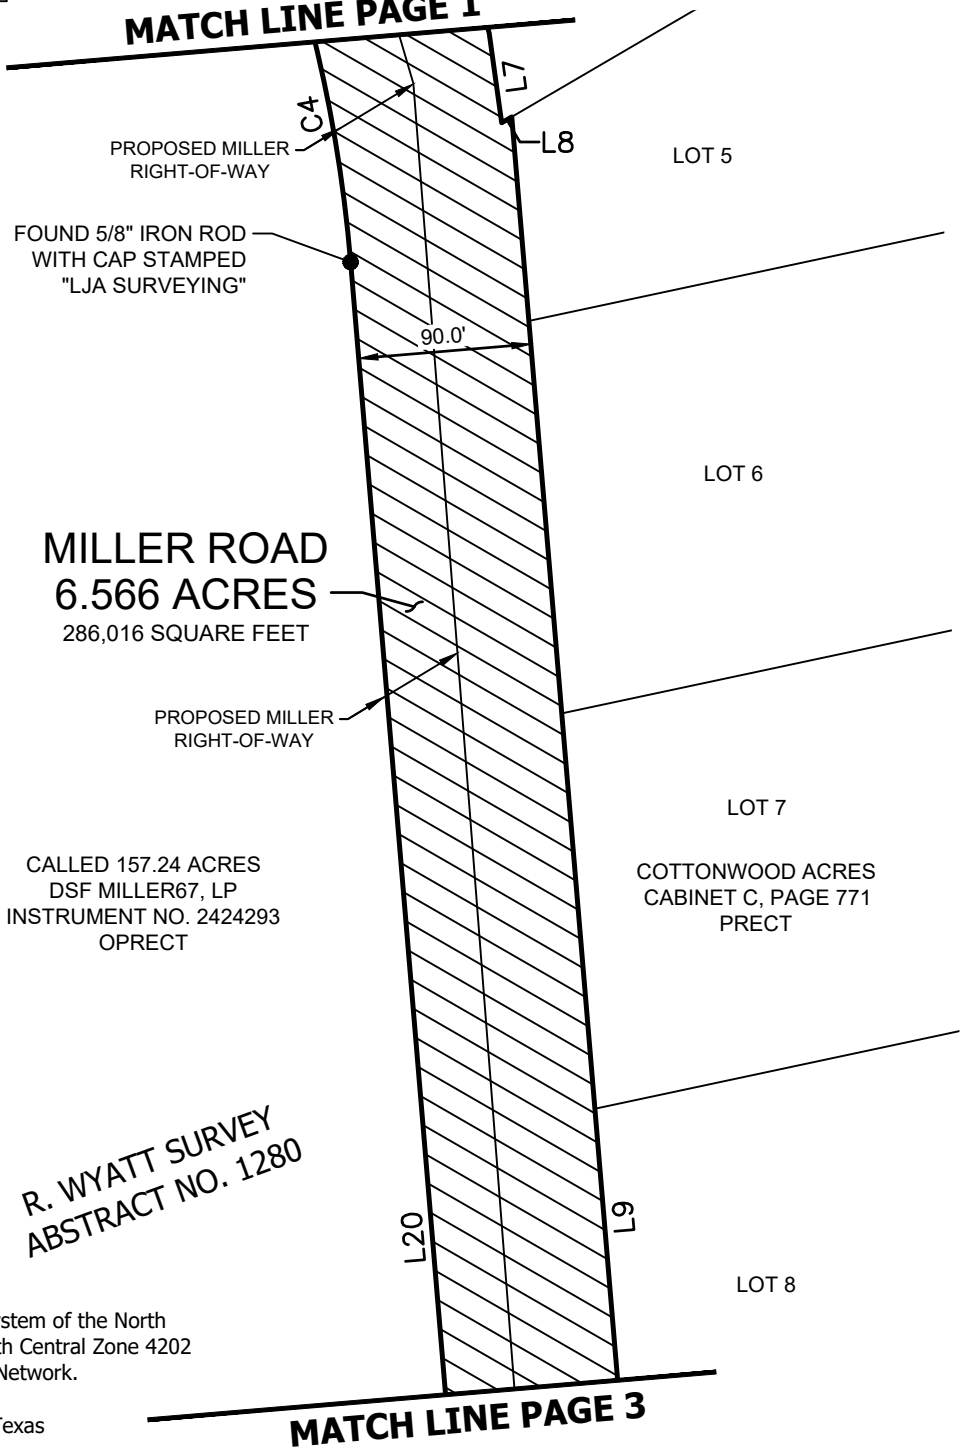 MATCH LINE PAGE 1
L7
C4
PROPOSED MILLER
RIGHT-OF-WAY
L8
LOT 5
FOUND 5/8" IRON ROD
WITH CAP STAMPED
"LJA SURVEYING"
90.0'
LOT 6
MILLER ROAD
6.566 ACRES
286,016 SQUARE FEET
PROPOSED MILLER
RIGHT-OF-WAY
LOT 7
COTTONWOOD ACRES
CABINET C, PAGE 771
PRECT
CALLED 157.24 ACRES
DSF MILLER67, LP
INSTRUMENT NO. 2424293
OPRECT
R. WYATT SURVEY
ABSTRACT NO. 1280
L20
L9
LOT 8
stem of the North
h Central Zone 4202
Network.
Texas
MATCH LINE PAGE 3